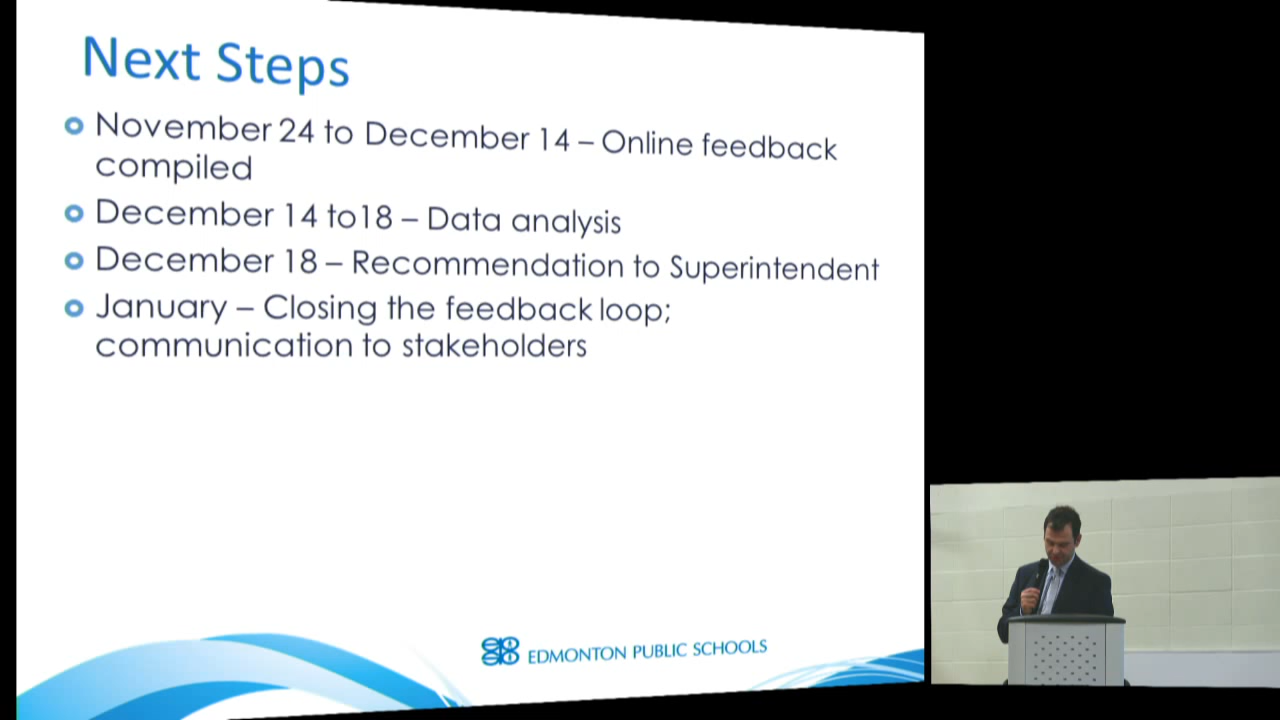 Next Steps
November 24 to December 14 – Online feedback
compiled
December 14 to18 – Data analysis
December 18 – Recommendation to Superintendent
January – Closing the feedback loop;
communication to stakeholders
EDMONTON PUBLIC SCHOOLS